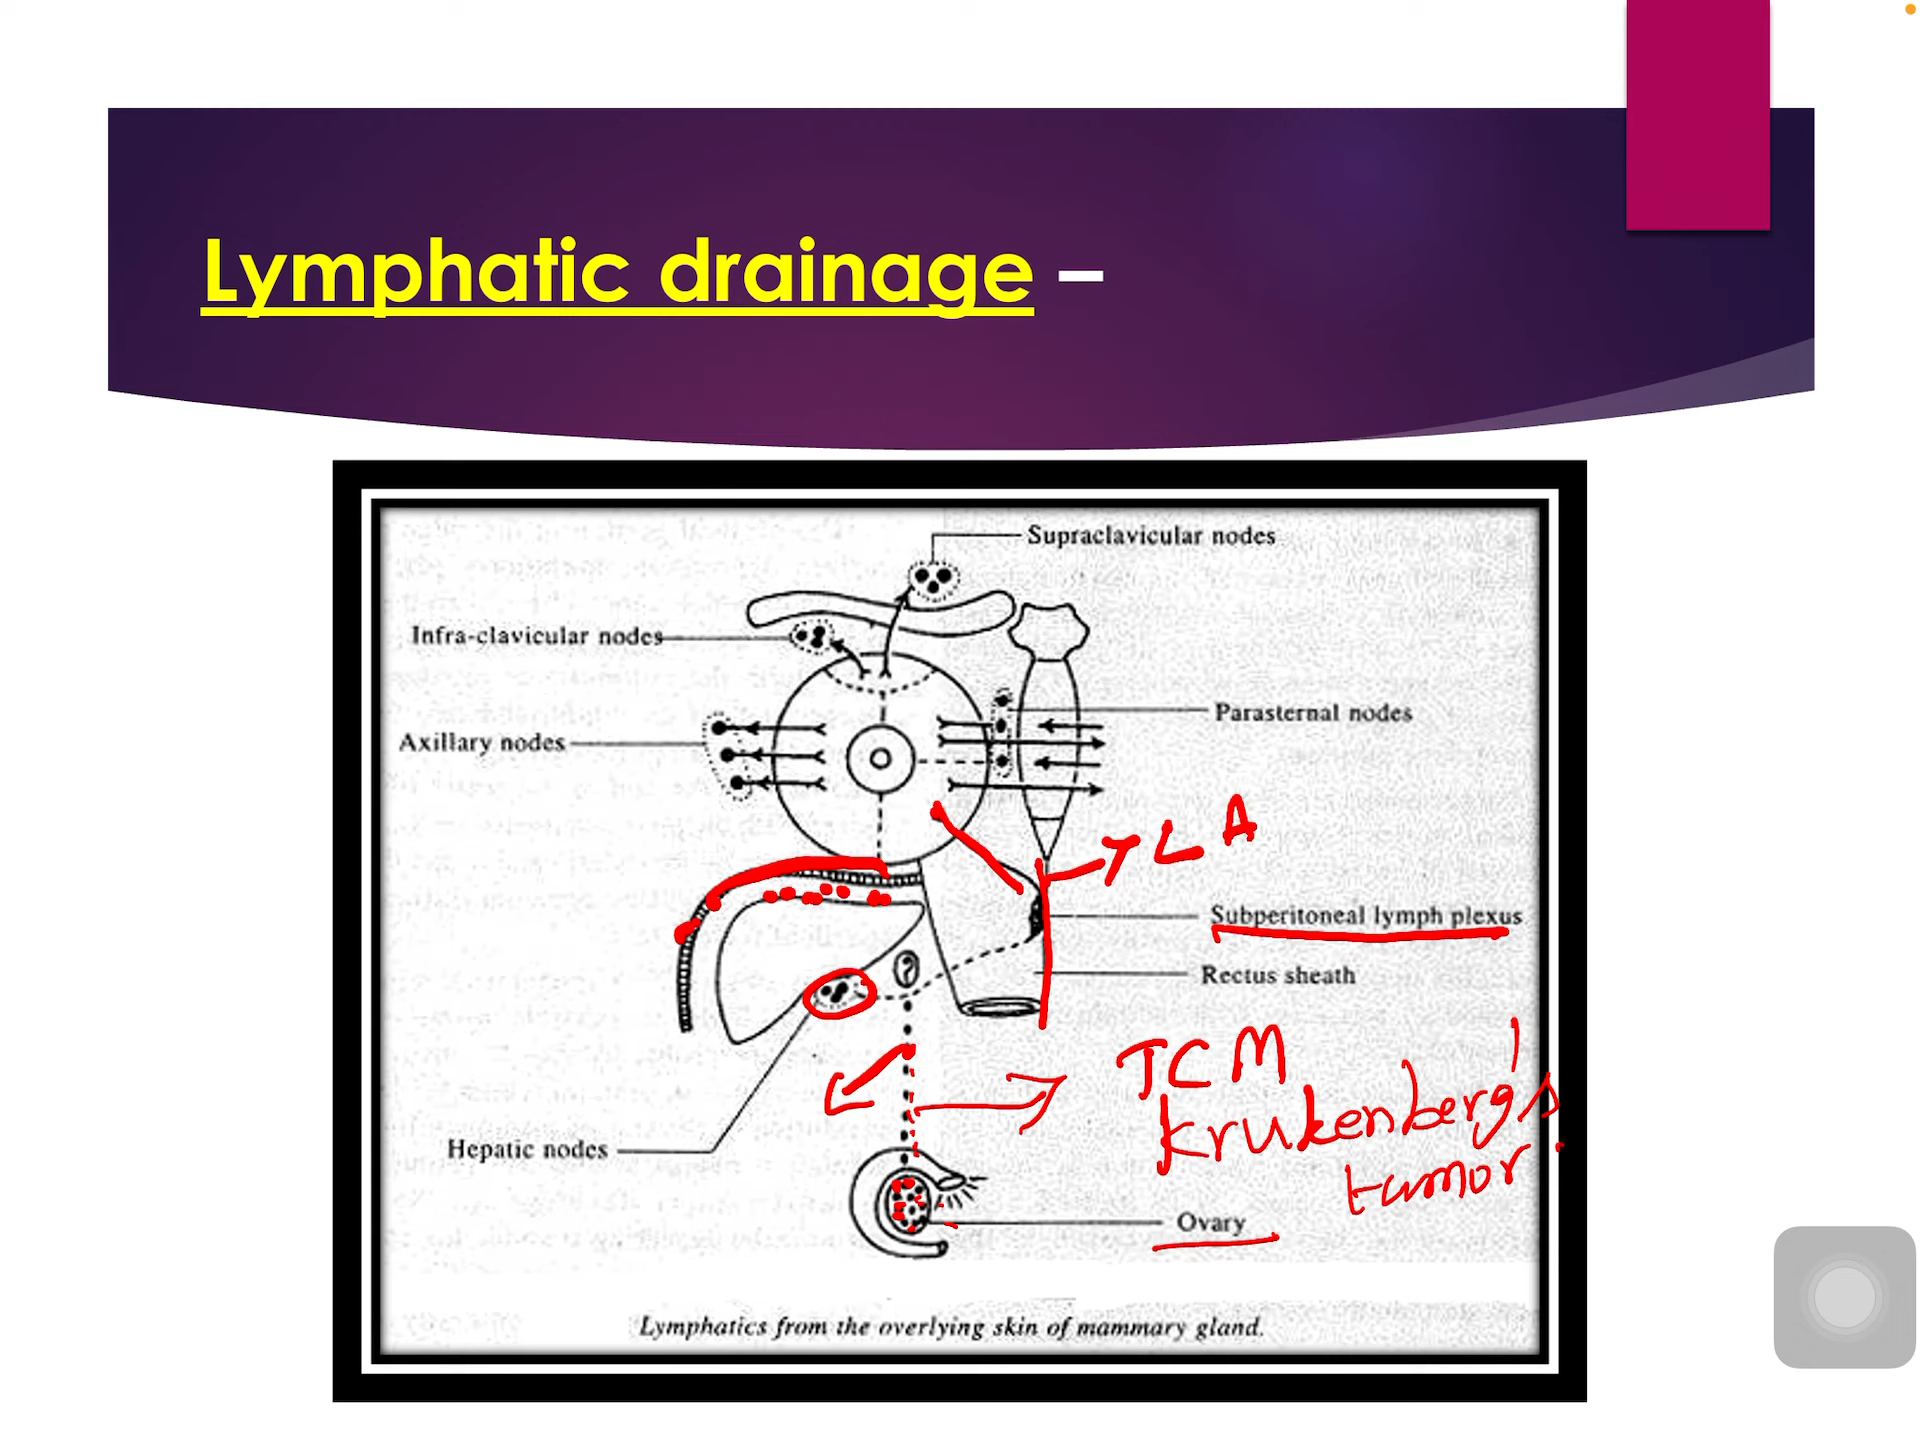 Lymphatic drainage –
Supraclavicular nodes
Infra-clavicular nodes
Parasternal nodes
Axillary nodes
L A
Subperitoneal lymph plexus
Rectus sheath
TCM
Krukenberg's
tumor
Hepatic nodes
Ovary
Lymphatics from the overlying skin of mammary gland.